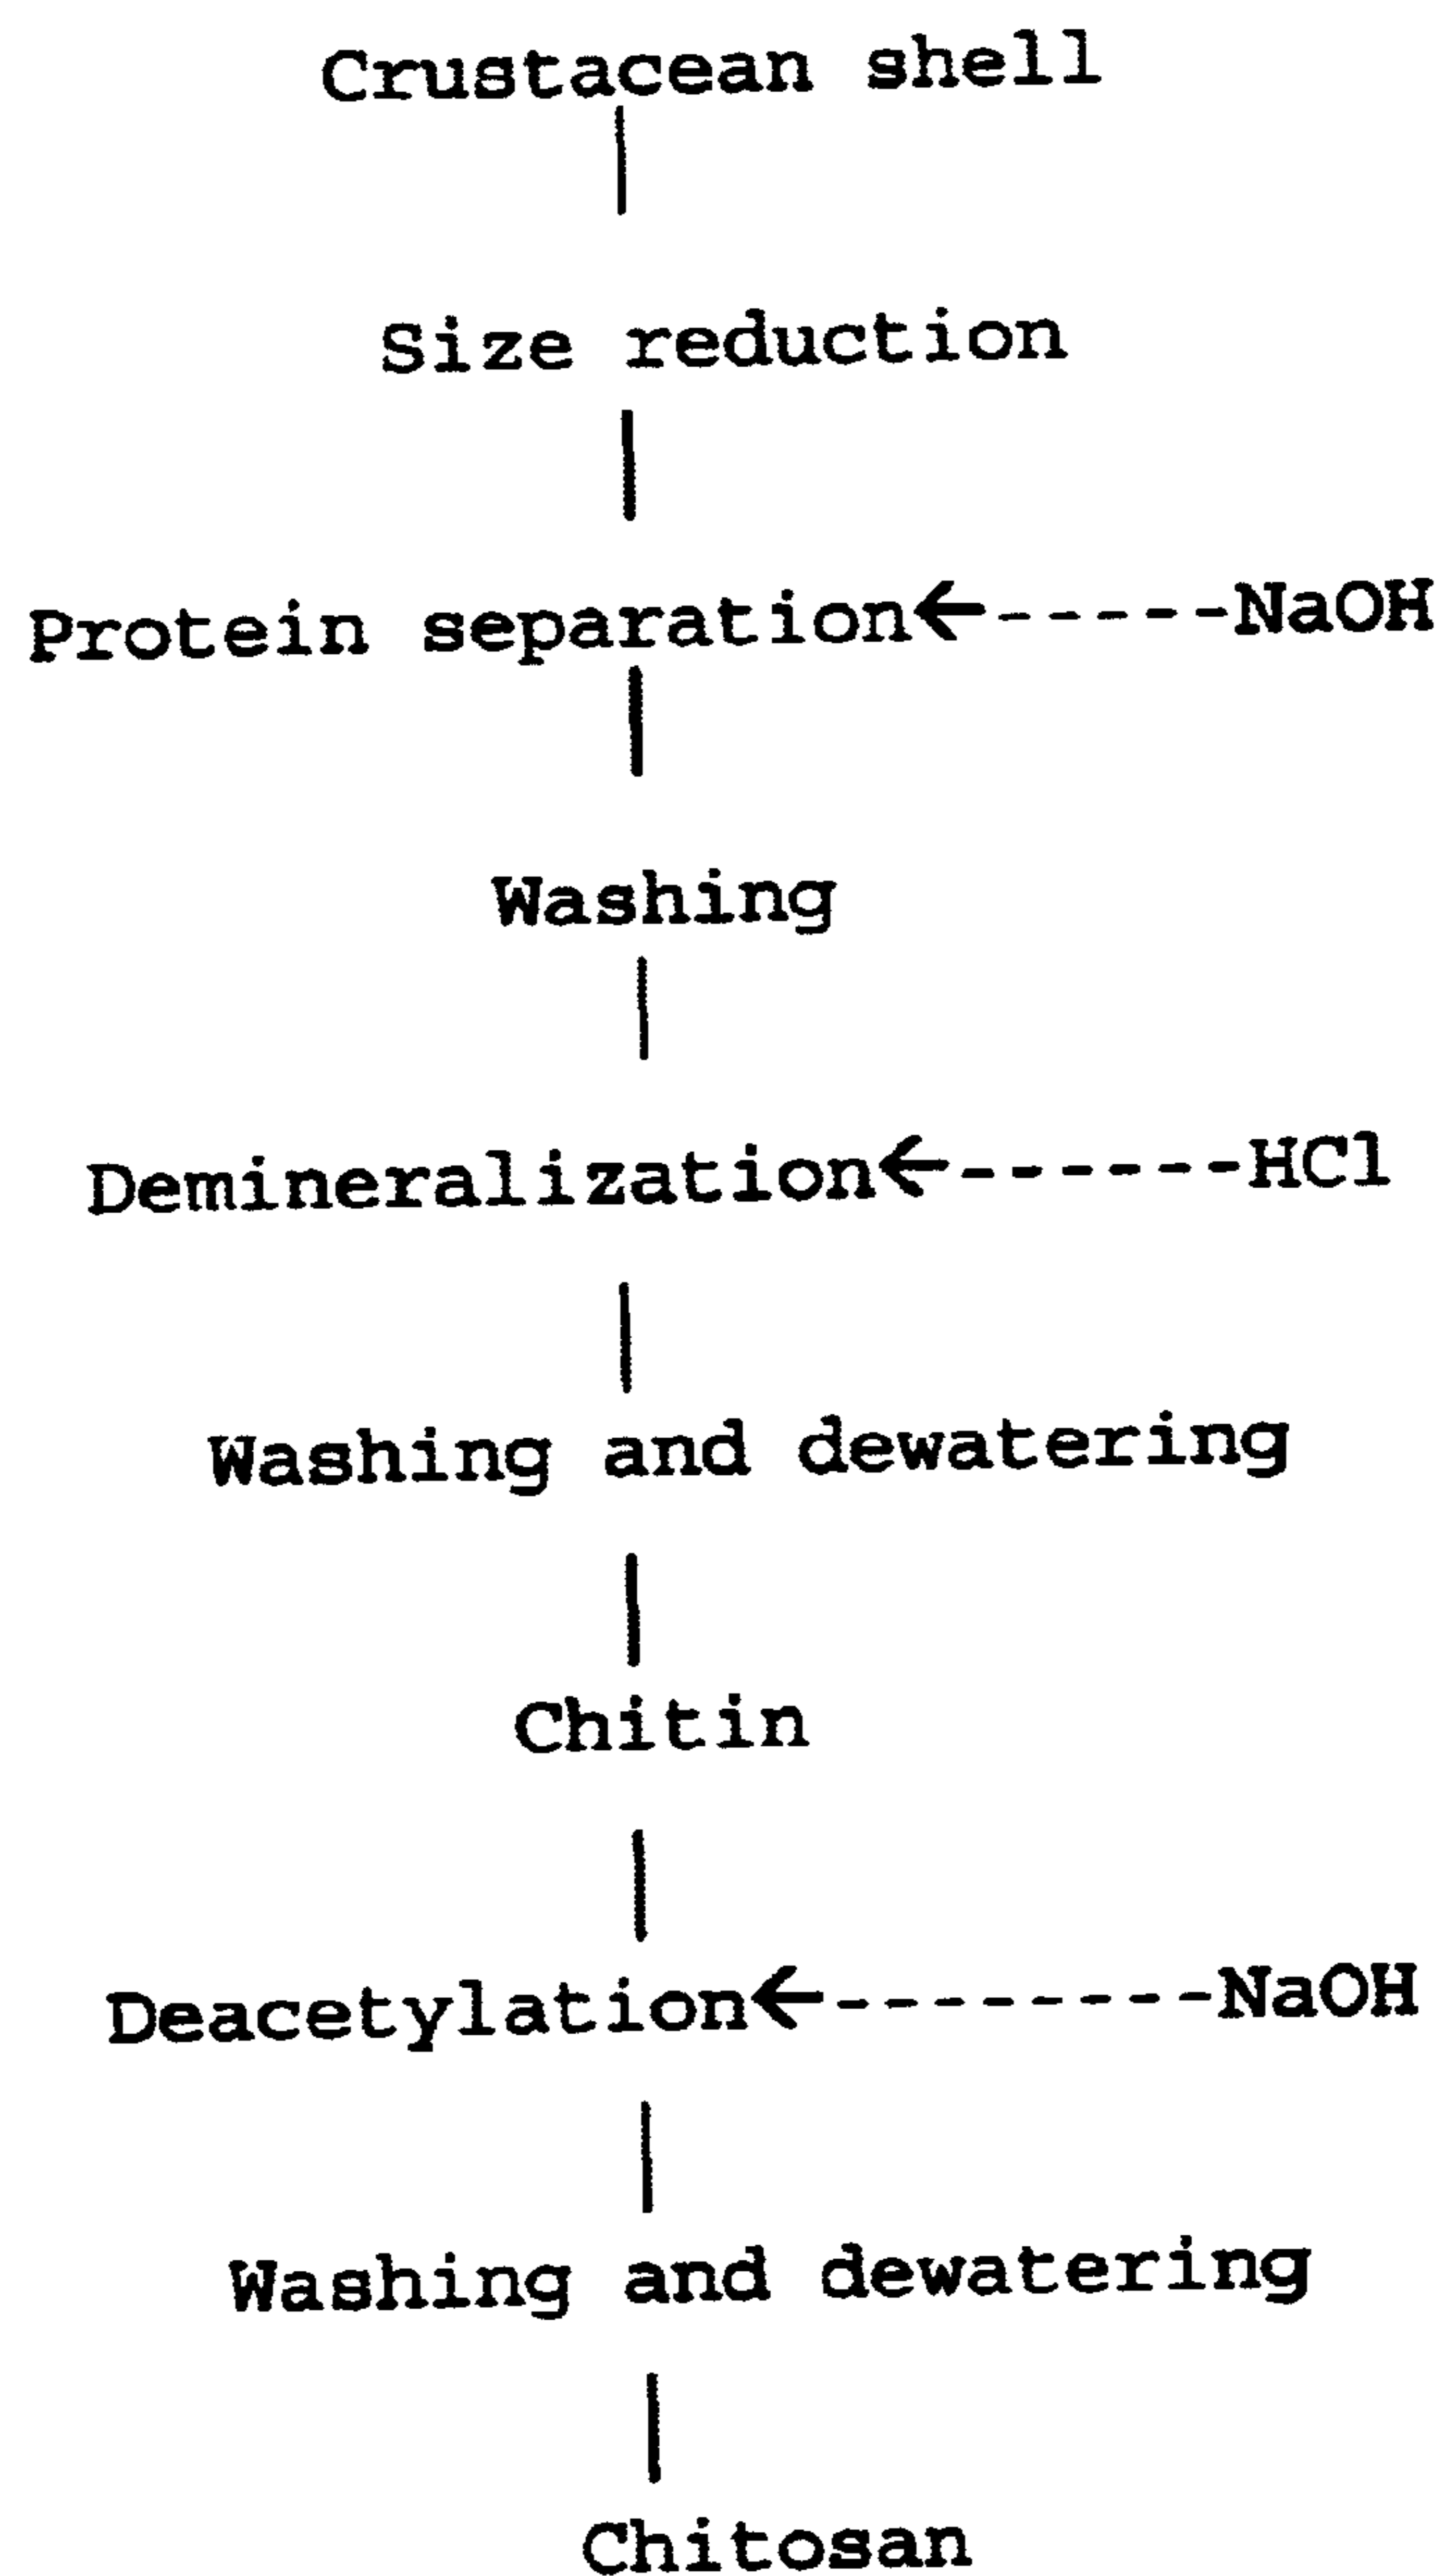 Crustacean shell
Size reduction
Protein separation←-----NaOH
Washing
Demineralization←------HCl
Washing and dewatering
Chitin
Deacetylation←--------NaOH
Washing and dewatering
Chitosan